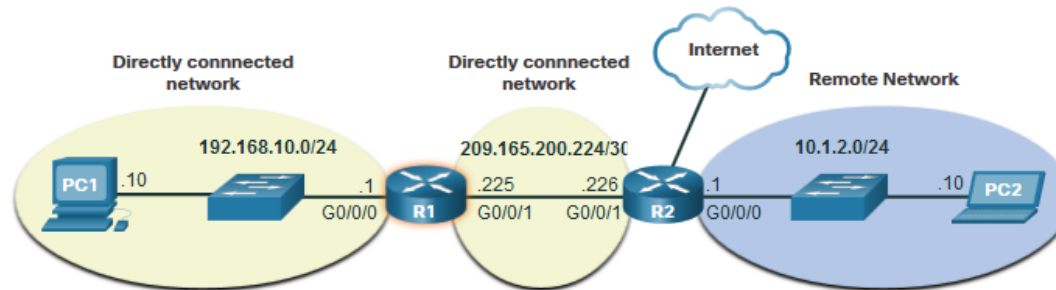 Internet
Directly connnected
network
Directly connnected
network
Remote Network
192.168.10.0/24
209.165.200.224/30
10.1.2.0/24
PC1
.10
.1
G0/0/0
R1
.225
G0/0/1
.226
G0/0/1
R2
.1
G0/0/0
.10
PC2